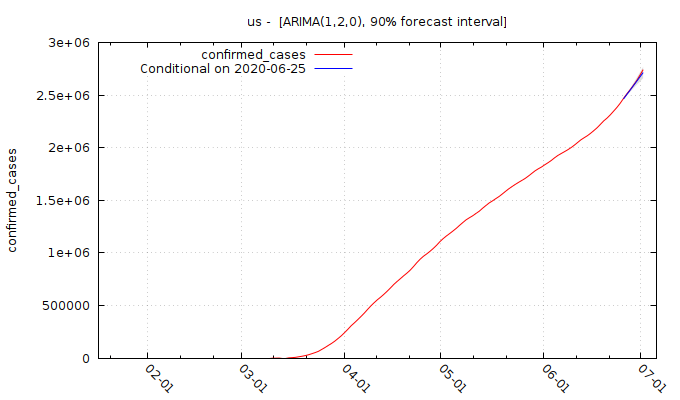 us -  [ARIMA(1,2,0), 90% forecast interval]
3e+06
confirmed_cases
Conditional on 2020-06-25
2.5e+06
2e+06
1.5e+06
1e+06
500000
0
confirmed_cases
02-01
03-01
04-01
05-01
06-01
07-01